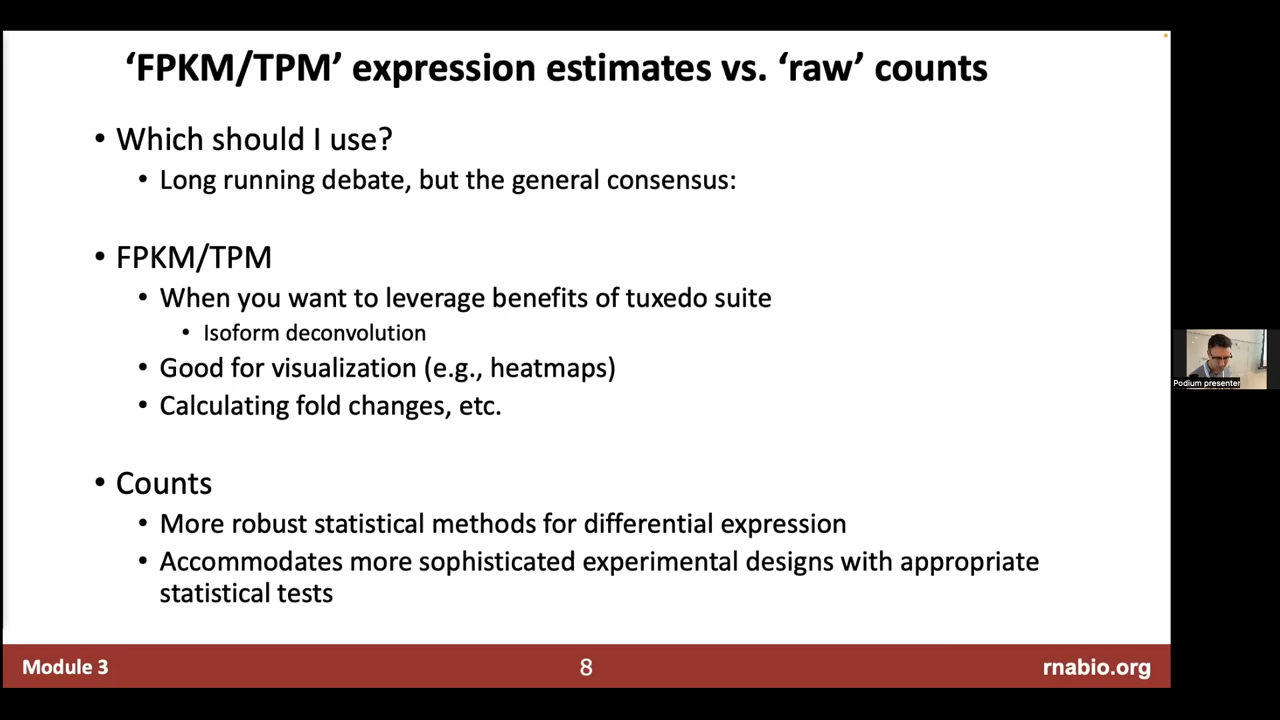 ‘FPKM/TPM’ expression estimates vs. ‘raw’ counts
• Which should I use?
• Long running debate, but the general consensus:
• FPKM/TPM
• When you want to leverage benefits of tuxedo suite
• Isoform deconvolution
• Good for visualization (e.g., heatmaps)
• Calculating fold changes, etc.
• Counts
• More robust statistical methods for differential expression
• Accommodates more sophisticated experimental designs with appropriate
statistical tests
Podium presenter
Module 3
8
rnabio.org